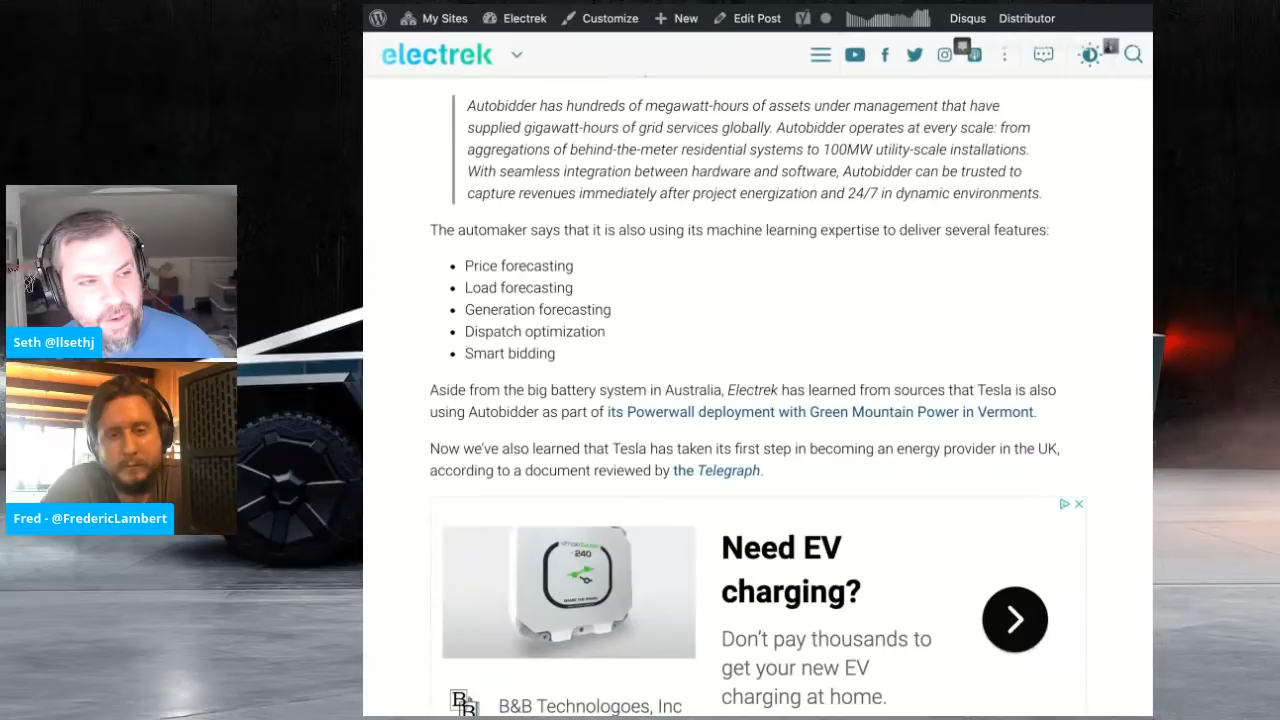 My Sites
Electrek
Customize
New
Edit Post
Disqus
Distributor
electrek
Autobidder has hundreds of megawatt-hours of assets under management that have
supplied gigawatt-hours of grid services globally. Autobidder operates at every scale: from
aggregations of behind-the-meter residential systems to 100MW utility-scale installations.
With seamless integration between hardware and software, Autobidder can be trusted to
capture revenues immediately after project energization and 24/7 in dynamic environments.
The automaker says that it is also using its machine learning expertise to deliver several features:
• Price forecasting
• Load forecasting
• Generation forecasting
• Dispatch optimization
• Smart bidding
Aside from the big battery system in Australia, Electrek has learned from sources that Tesla is also
using Autobidder as part of its Powerwall deployment with Green Mountain Power in Vermont.
Now we've also learned that Tesla has taken its first step in becoming an energy provider in the UK,
according to a document reviewed by the Telegraph.
240
Need EV
charging?
Don't pay thousands to
get your new EV
charging at home.
B&B Technologoes, Inc
Seth @llsethj
Fred - @FredericLambert